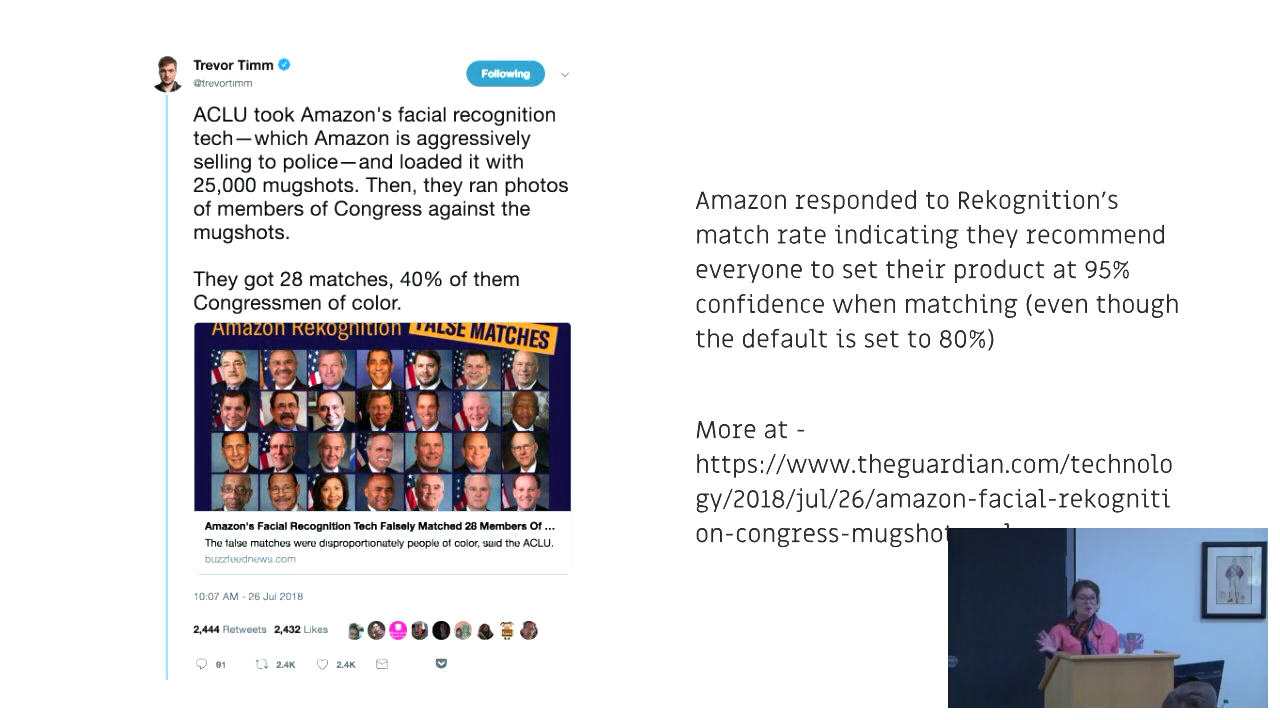 Trevor Timm
@trevortimm
Following
ACLU took Amazon's facial recognition
tech—which Amazon is aggressively
selling to police—and loaded it with
25,000 mugshots. Then, they ran photos
of members of Congress against the
mugshots.
They got 28 matches, 40% of them
Congressmen of color.
Amazon Rekognition FALSE MATCHES
Amazon's Facial Recognition Tech Falsely Matched 28 Members Of ...
The false matches were disproportionately people of color, said the ACLU.
buzzfeednews.com
10:07 AM - 26 Jul 2018
2,444 Retweets 2,432 Likes
91 2.4K 2.4K
Amazon responded to Rekognition's
match rate indicating they recommend
everyone to set their product at 95%
confidence when matching (even though
the default is set to 80%)
More at -
https://www.theguardian.com/technolo
gy/2018/jul/26/amazon-facial-rekogniti
on-congress-mugshot